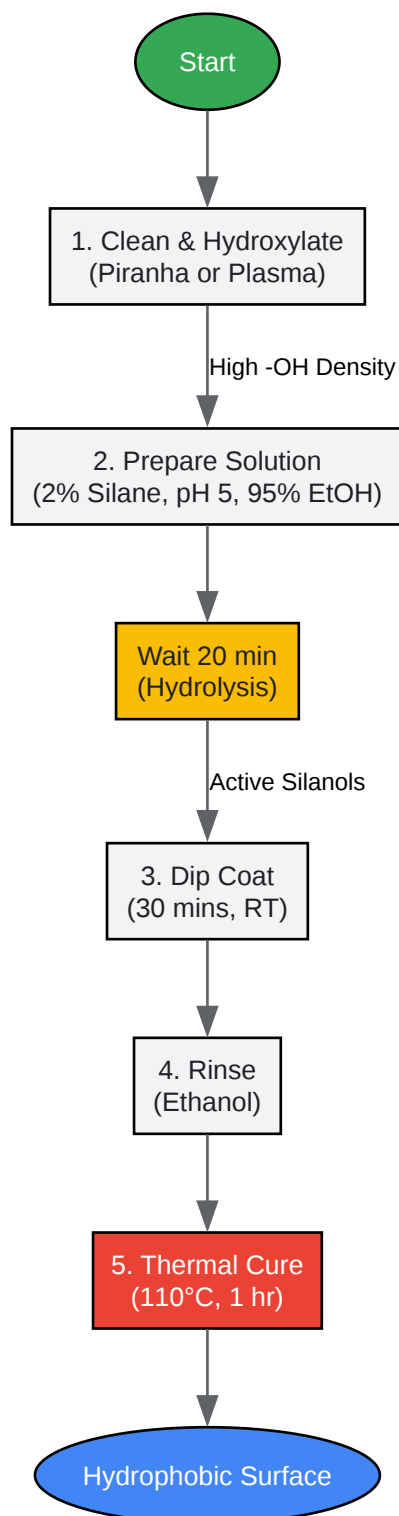 Start
1. Clean & Hydroxylate
(Piranha or Plasma)
High -OH Density
2. Prepare Solution
(2% Silane, pH 5, 95% EtOH)
Wait 20 min
(Hydrolysis)
Active Silanols
3. Dip Coat
(30 mins, RT)
4. Rinse
(Ethanol)
5. Thermal Cure
(110°C, 1 hr)
Hydrophobic Surface